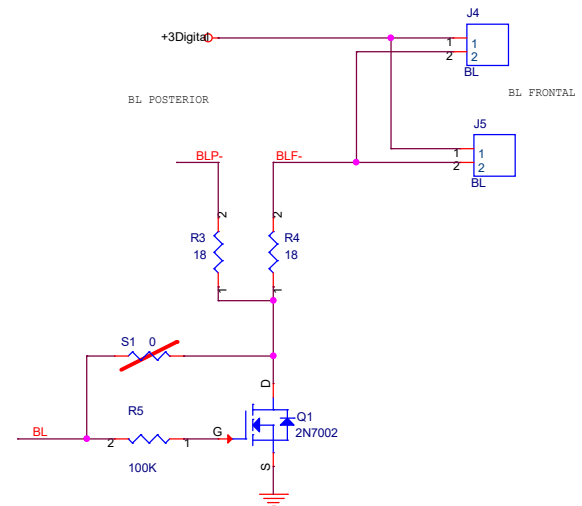 J4
+3Digital
1 1
2 2
BL
BL POSTERIOR
BL FRONTAL
J5
1 1
2 2
BL
BLP-
BLF-
2
2
R3
R4
18
18
1
1
S1 0
D
R5
Q1
G
BL
2N7002
2
1
S
100K